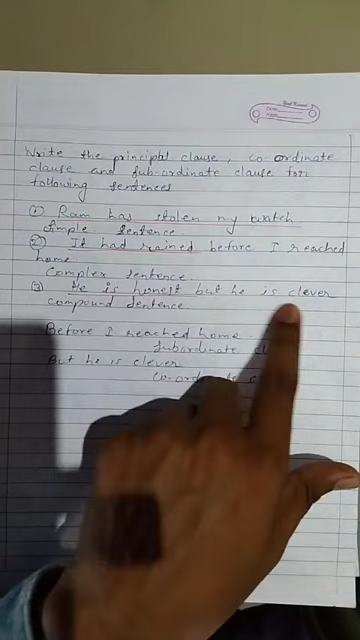 Write the principal clause, co-ordinate
clause and sub-ordinate clause for
following sentences
① Ram has stolen my watch
Simple sentence
② It had rained before I reached
home
Complex sentence
③ He is honest but he is clever
compound sentence
Before I reached home
Subordinate
But he is clever